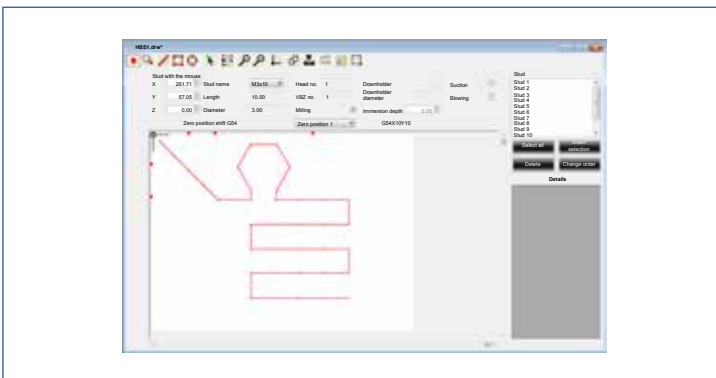 HBS1.drw*
Stud with the mouse
X 261.71 Stud name M3x10 Head no. 1 Downholder Suction
Y 57.05 Length 10.00 VBZ no. 1 Downholder diameter Blowing
Z 0.00 Diameter 3.00 Milling Immersion depth 0.00
Zero position shift G54 Zero position 1 G54X10Y10
Stud
Stud 1
Stud 2
Stud 3
Stud 4
Stud 5
Stud 6
Stud 7
Stud 8
Stud 9
Stud 10
Select all
selection
Delete
Change order
Details